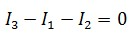 I₃ − I₁ − I₂ = 0